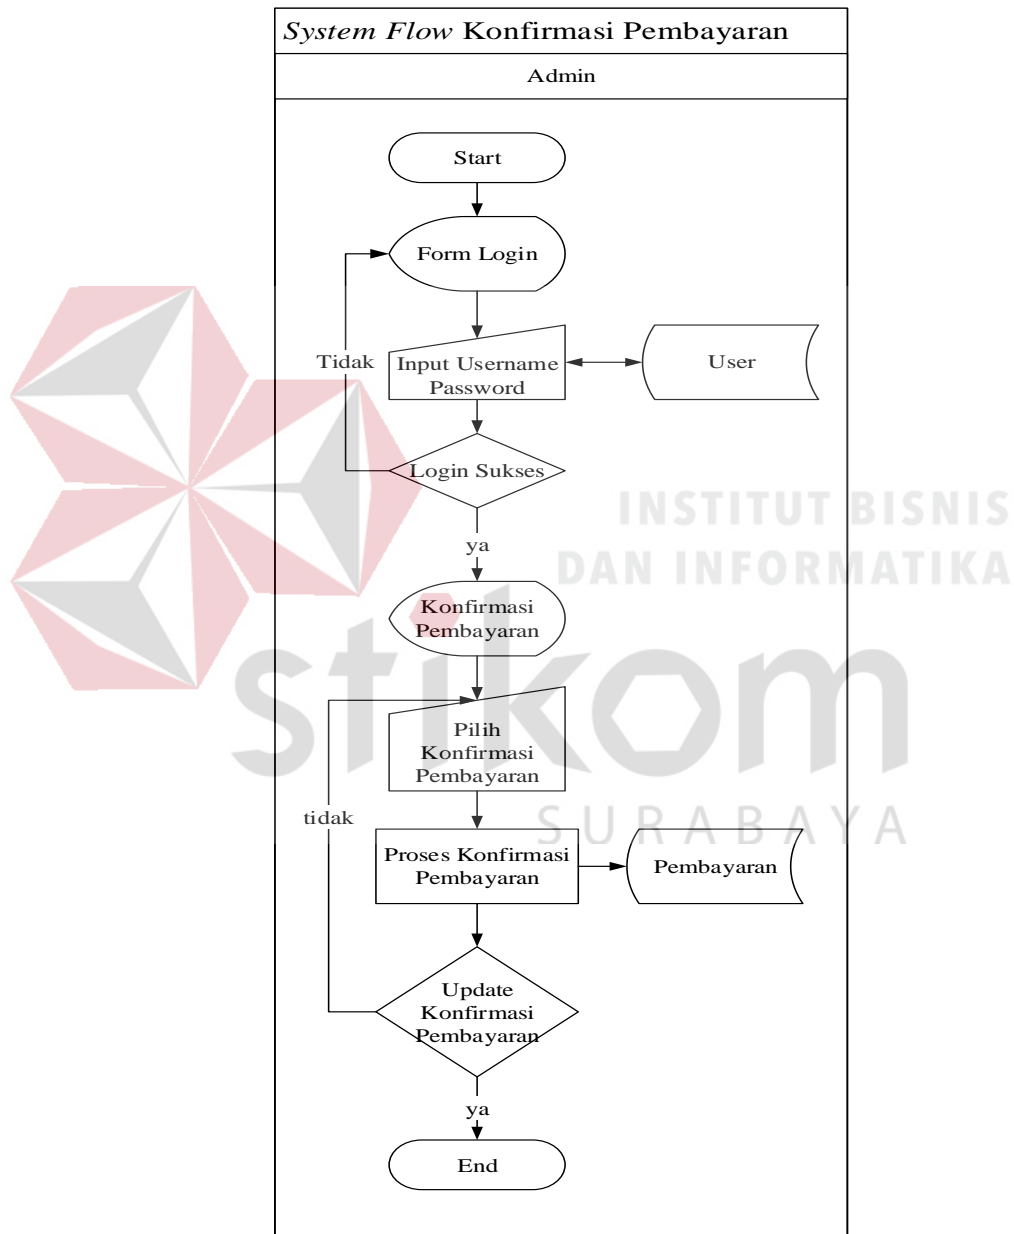 System Flow Konfirmasi Pembayaran
Admin
Start
Form Login
Tidak
Input Username
Password
User
Login Sukses
INSTITUT BISNIS
ya
DAN INFORMATIKA
Konfirmasi
Pembayaran
stikom
Pilih
Konfirmasi
Pembayaran
tidak
SURABAYA
Proses Konfirmasi
Pembayaran
Pembayaran
Update
Konfirmasi
Pembayaran
ya
End